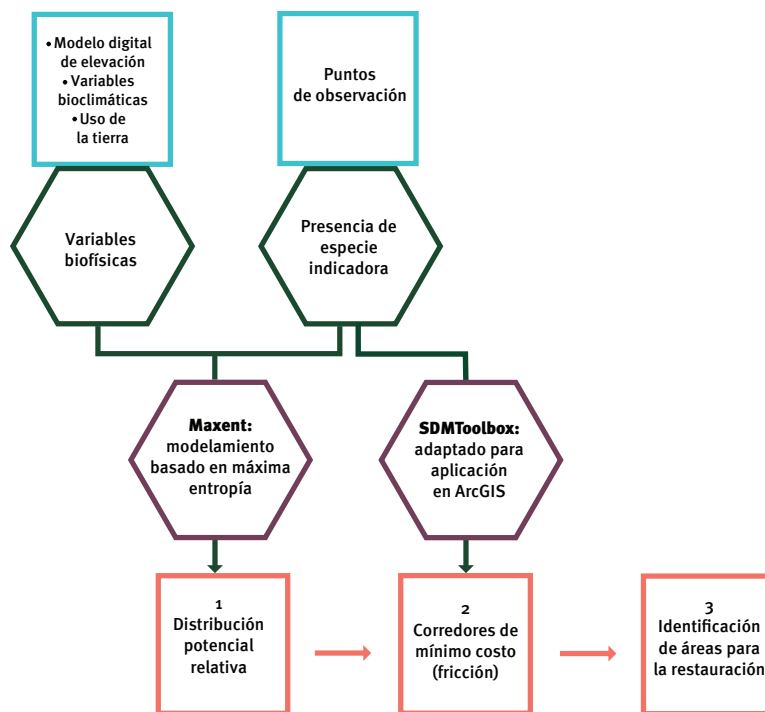 • Modelo digital
de elevación
• Variables
bioclimáticas
• Uso de
la tierra
Puntos
de observación
Variables
biofísicas
Presencia de
especie
indicadora
Maxent:
modelamiento
basado en máxima
entropía
SDMToolbox:
adaptado para
aplicación
en ArcGIS
1
Distribución
potencial
relativa
2
Corredores de
mínimo costo
(fricción)
3
Identificación
de áreas para
la restauración